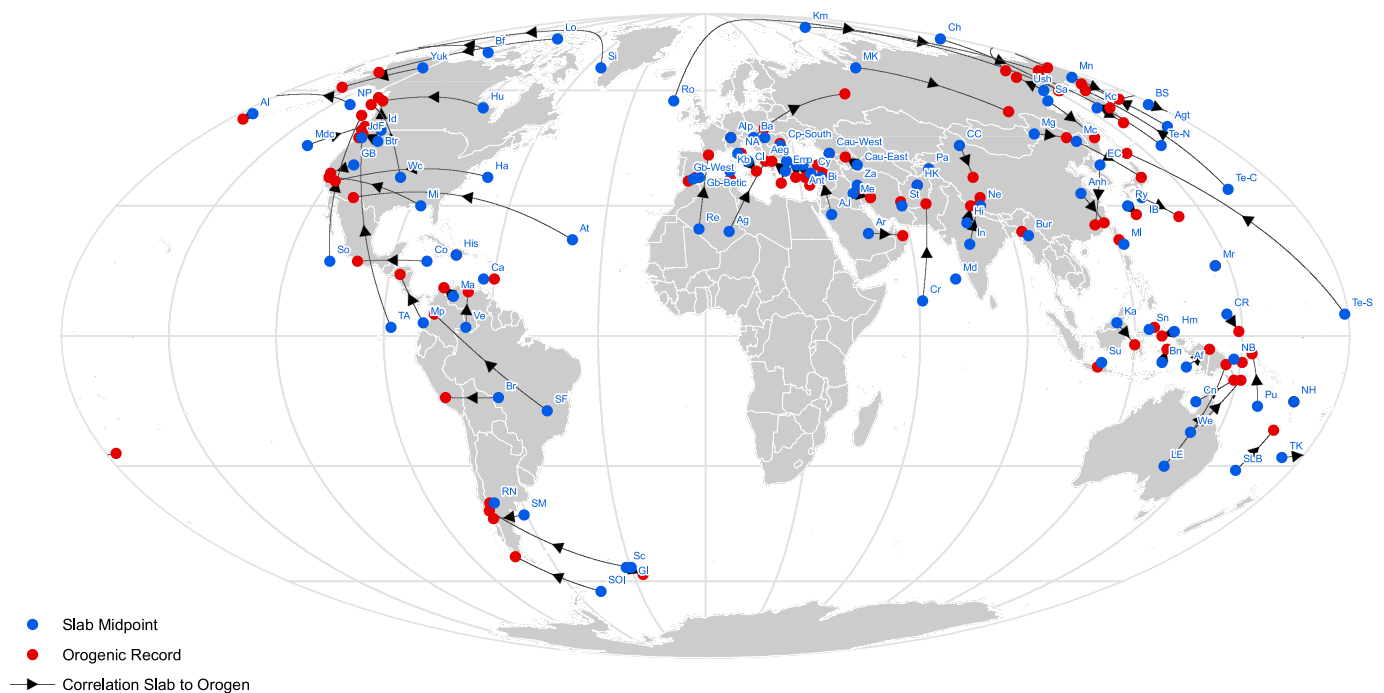 Km
Ch
Lo
Bf
Yuk
Si
MK
Mn
Ush
Sa
Kc
BS
Agt
Te-N
Al
NP
Hu
Ro
Mdc
JdF
Id
Btr
GB
Wc
Ha
Mi
Alp
Ba
Cp-South
NA
Aeg
Kb
Cl
Emp
Cy
Cau-West
Cau-East
Gb-West
Gb-Betic
Ant
Bi
Za
Me
Pa
HK
St
CC
Mg
Mc
EC
Anh
Ry
IB
Te-C
Ne
Hi
In
Bur
Ml
At
Re
Ag
AJ
Ar
So
Co
His
Ca
Ma
Mp
Ve
TA
Md
Cr
Mr
Te-S
Ka
Sn
Hm
CR
Su
Bn
Af
NB
Br
SF
Cn
We
Pu
NH
LE
SLB
TK
RN
SM
Sc
Gl
SOI
Slab Midpoint
Orogenic Record
Correlation Slab to Orogen